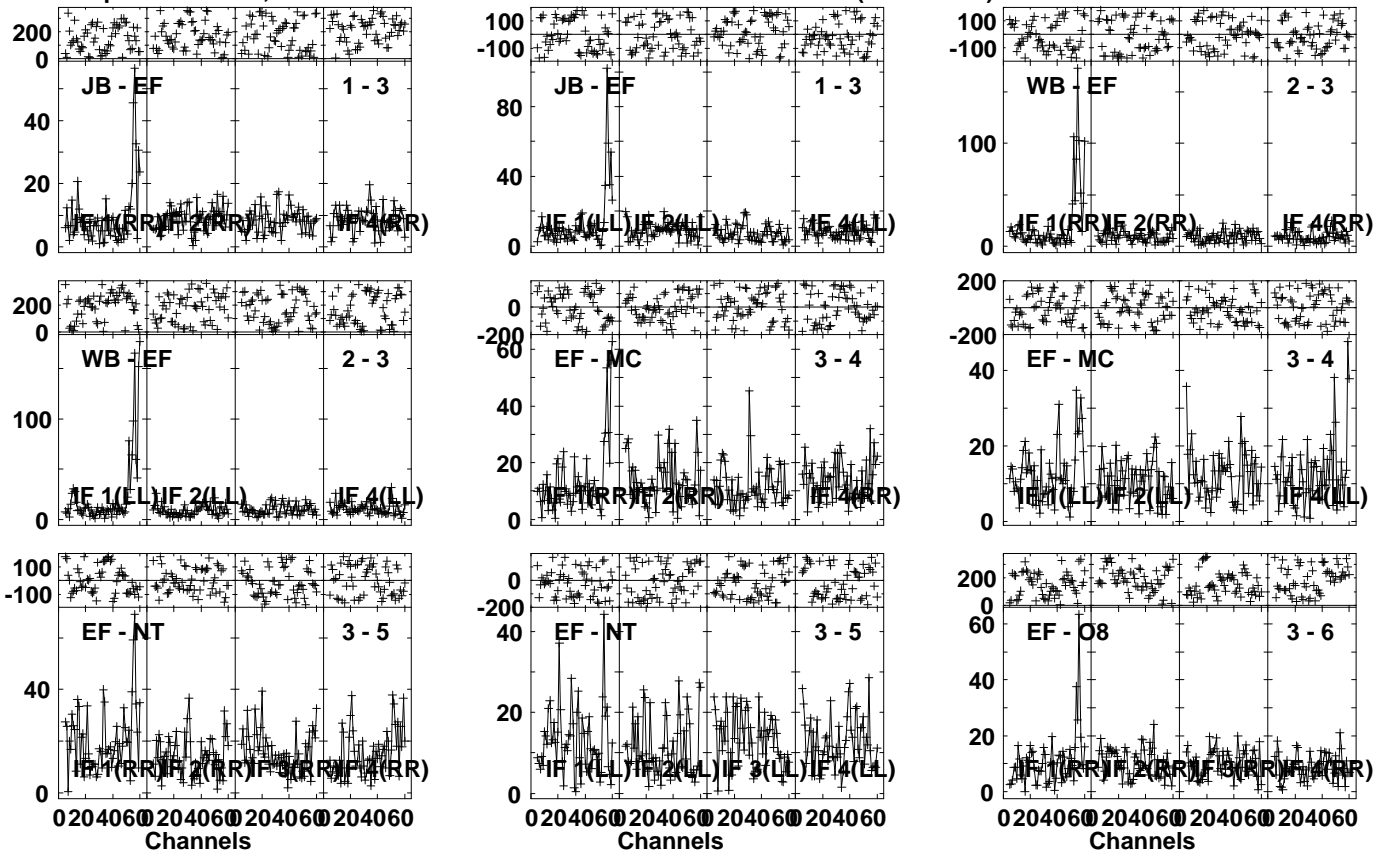 200 100 100
0 -100 -100
JB - EF 1 - 3 JB - EF 1 - 3 WB - EF 2 - 3
40 80 100
20 40
IF 1(RR) IF 2(RR) IF 4(RR) IF 1(LL) IF 2(LL) IF 4(LL) IF 1(RR) IF 2(RR) IF 4(RR)
0 0 0
200 0 200
0 -200 -200
WB - EF 2 - 3 EF - MC 3 - 4 EF - MC 3 - 4
100 60 40
40 20
20
IF 1(LL) IF 2(LL) IF 4(LL) IF 1(RR) IF 2(RR) IF 4(RR) IF 1(LL) IF 2(LL) IF 4(LL)
0 0 0
100 0 200
-100 -200 0
EF - NT 3 - 5 EF - NT 3 - 5 EF - O8 3 - 6
40 40 60
20 40
20
IF 1(RR) IF 2(RR) IF 3(RR) IF 4(RR) IF 1(LL) IF 2(LL) IF 3(LL) IF 4(LL) IF 1(RR) IF 2(RR) IF 3(RR) IF 4(RR)
0 0 0
0 20 40 60 0 20 40 60 0 20 40 60 0 20 40 60 0 20 40 60 0 20 40 60 0 20 40 60 0 20 40 60 0 20 40 60 0 20 40 60 0 20 40 60 0 20 40 60
Channels Channels Channels